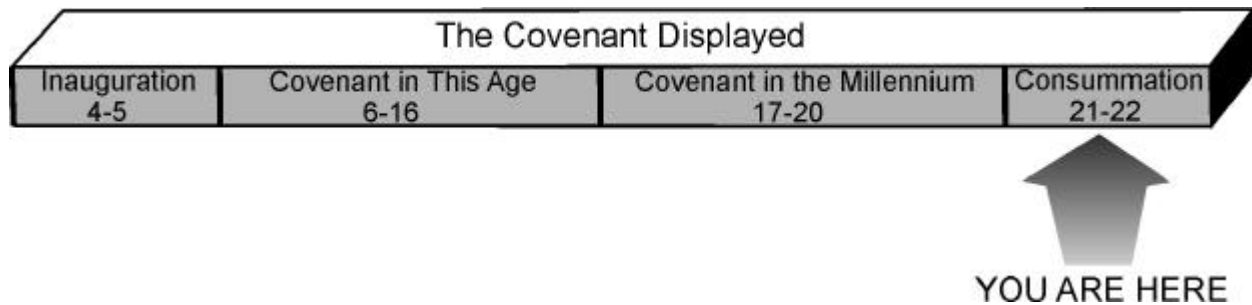 The Covenant Displayed
Inauguration
4-5
Covenant in This Age
6-16
Covenant in the Millennium
17-20
Consummation
21-22
YOU ARE HERE